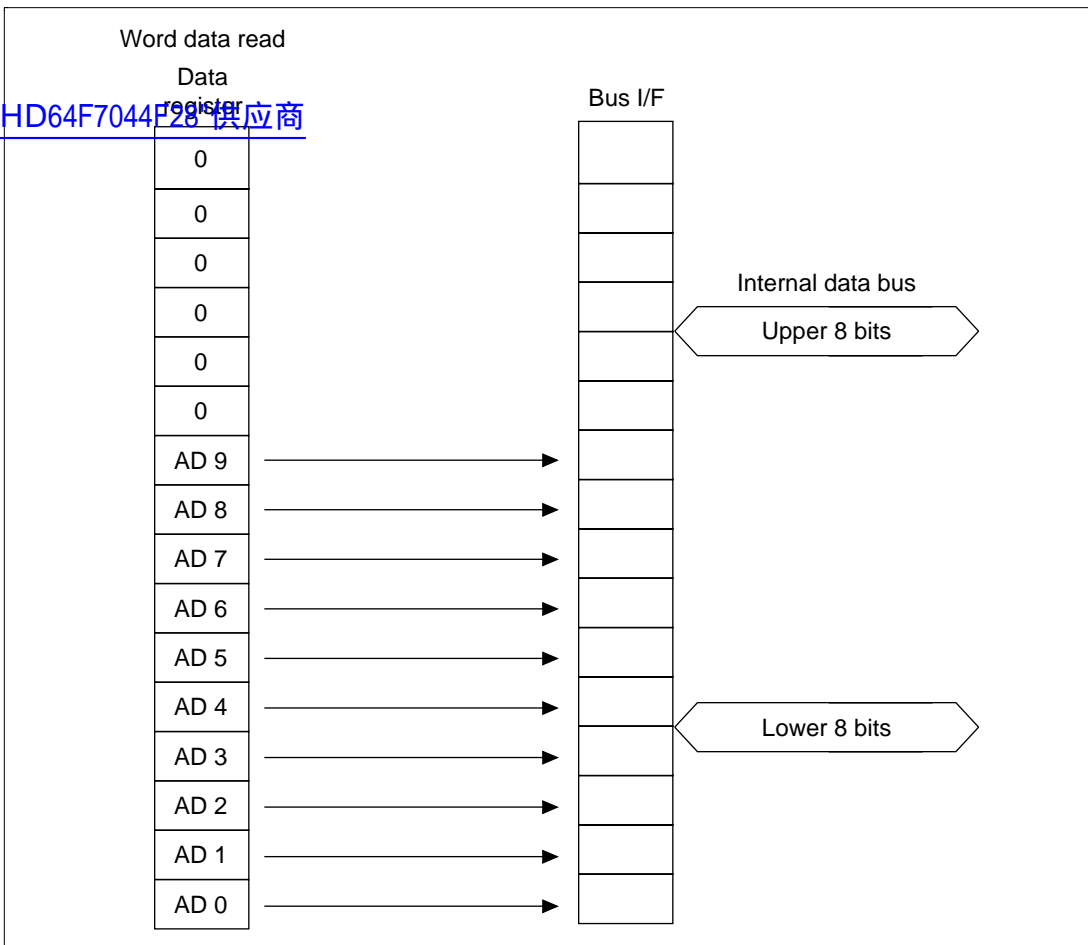 Word data read
Data
register
HD64F7044F28 供应商
Bus I/F
0
0
0
0
0
0
AD 9
AD 8
AD 7
AD 6
AD 5
AD 4
AD 3
AD 2
AD 1
AD 0
Internal data bus
Upper 8 bits
Lower 8 bits